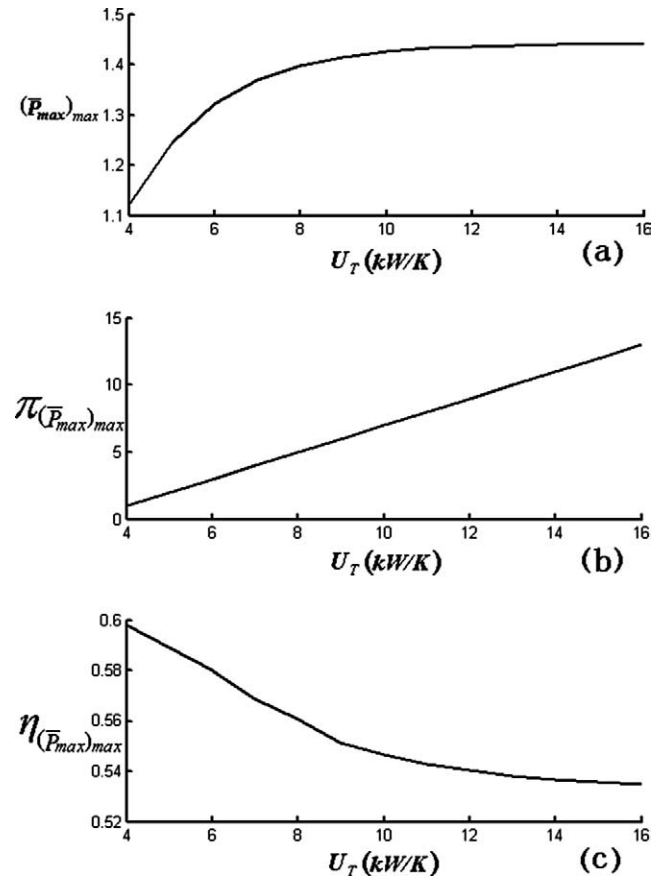 1.5
1.4
(P̅max)max 1.3
1.2
1.1
4 6 8 10 12 14 16
UT (kW/K) (a)
15
10
π(P̅max)max 5
0
4 6 8 10 12 14 16
UT (kW/K) (b)
0.6
0.58
η(P̅max)max 0.56
0.54
0.52
4 6 8 10 12 14 16
UT (kW/K) (c)